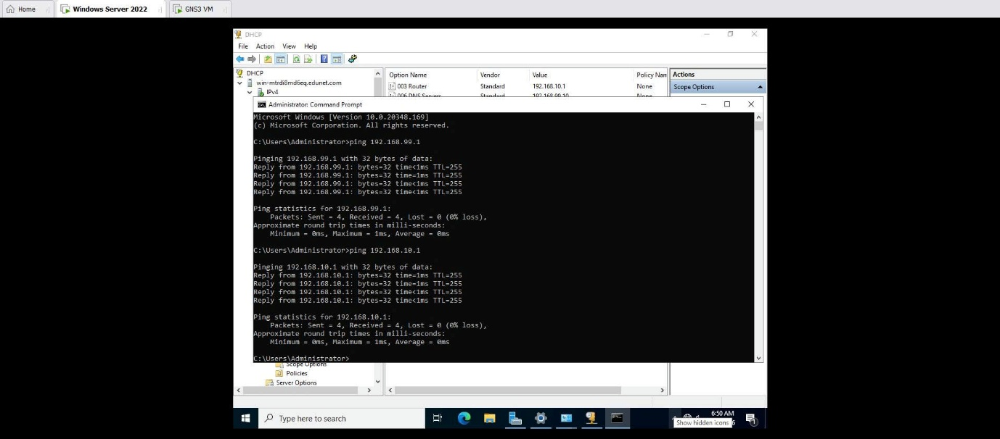 Home
Windows Server 2022
GNS3 VM
DHCP
File Action View Help
DHCP
win-mtrdi8md6eq.edunet.com
IPv4
Option Name Vendor Value Policy Nam
003 Router Standard 192.168.10.1 None
006 DNS Servers Standard 192.168.99.10 None
Actions
Scope Options
Administrator: Command Prompt
Microsoft Windows [Version 10.0.20348.169]
(c) Microsoft Corporation. All rights reserved.
C:\Users\Administrator>ping 192.168.99.1
Pinging 192.168.99.1 with 32 bytes of data:
Reply from 192.168.99.1: bytes=32 time<1ms TTL=255
Reply from 192.168.99.1: bytes=32 time=1ms TTL=255
Reply from 192.168.99.1: bytes=32 time<1ms TTL=255
Reply from 192.168.99.1: bytes=32 time<1ms TTL=255
Ping statistics for 192.168.99.1:
Packets: Sent = 4, Received = 4, Lost = 0 (0% loss),
Approximate round trip times in milli-seconds:
Minimum = 0ms, Maximum = 1ms, Average = 0ms
C:\Users\Administrator>ping 192.168.10.1
Pinging 192.168.10.1 with 32 bytes of data:
Reply from 192.168.10.1: bytes=32 time=1ms TTL=255
Reply from 192.168.10.1: bytes=32 time=1ms TTL=255
Reply from 192.168.10.1: bytes=32 time<1ms TTL=255
Reply from 192.168.10.1: bytes=32 time<1ms TTL=255
Ping statistics for 192.168.10.1:
Packets: Sent = 4, Received = 4, Lost = 0 (0% loss),
Approximate round trip times in milli-seconds:
Minimum = 0ms, Maximum = 1ms, Average = 0ms
C:\Users\Administrator>
Scope Options
Policies
Server Options
Type here to search
6:50 AM
Show hidden icons
1